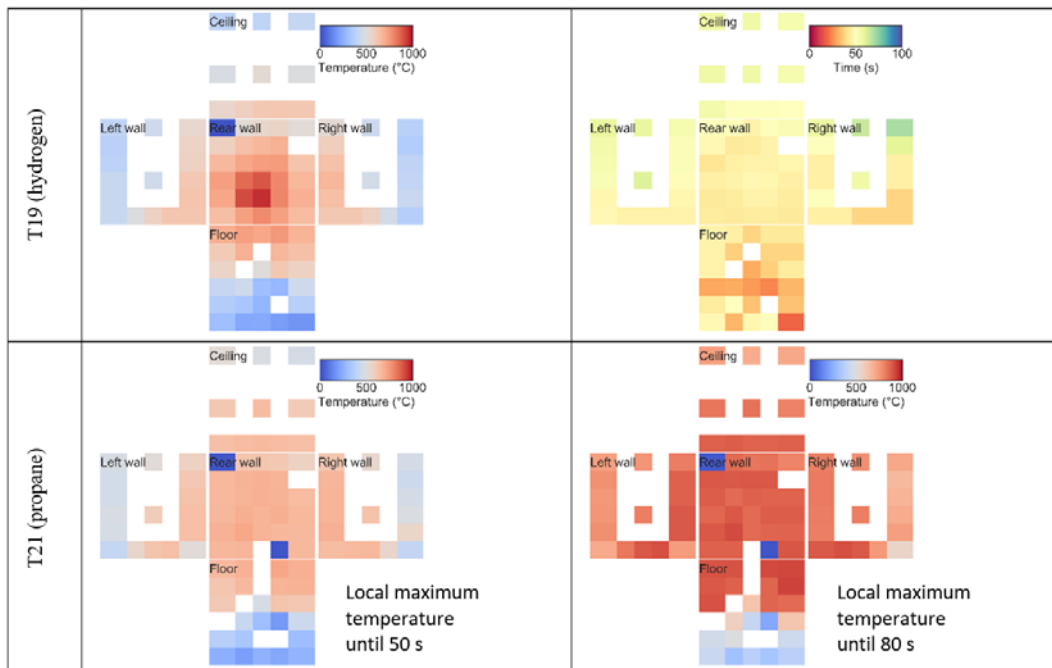 T19 (hydrogen)
Ceiling
0 500 1000
Temperature (°C)
Left wall
Rear wall
Right wall
Floor
Ceiling
0 50 100
Time (s)
Left wall
Rear wall
Right wall
Floor
T21 (propane)
Ceiling
0 500 1000
Temperature (°C)
Left wall
Rear wall
Right wall
Floor
Local maximum
temperature
until 50 s
Ceiling
0 500 1000
Temperature (°C)
Left wall
Rear wall
Right wall
Floor
Local maximum
temperature
until 80 s